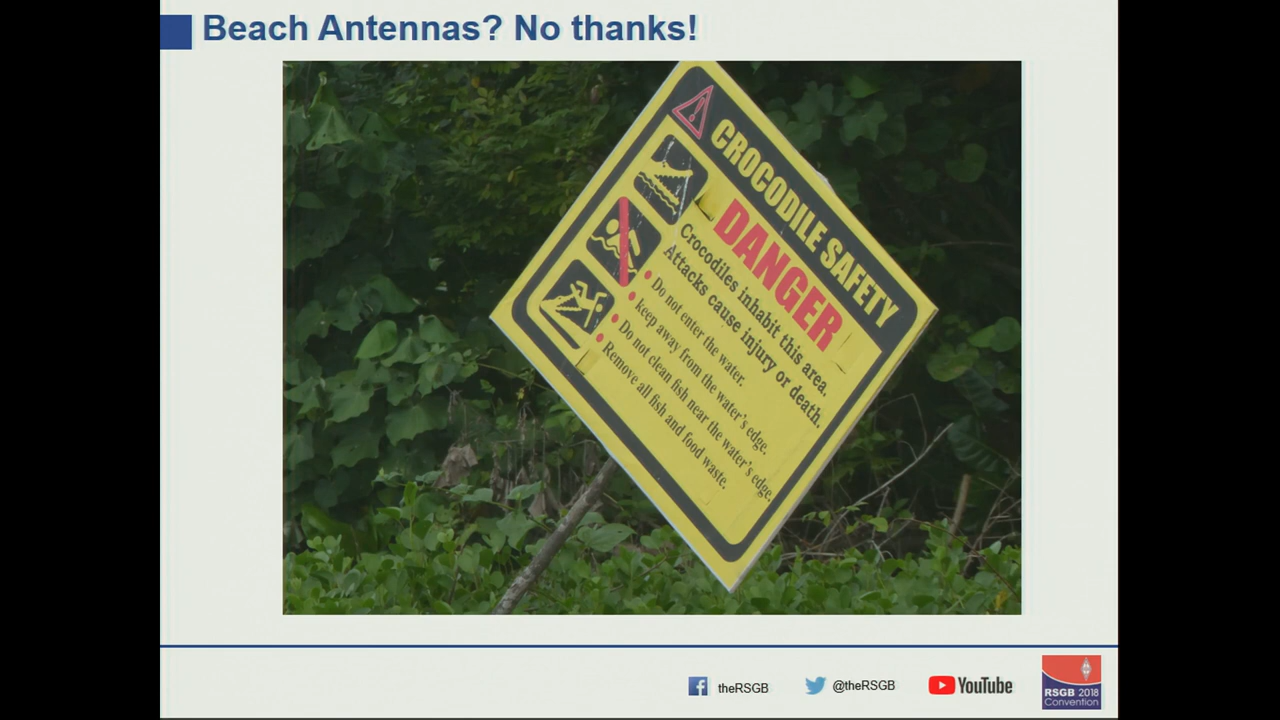 Beach Antennas? No thanks!
CROCODILE SAFETY
DANGER
Crocodiles inhabit this area.
Attacks cause injury or death.
• Do not enter the water.
• keep away from the water's edge.
• Do not clean fish near the water's edge.
• Remove all fish and food waste.
theRSGB
@theRSGB
YouTube
RSGB 2018
Convention